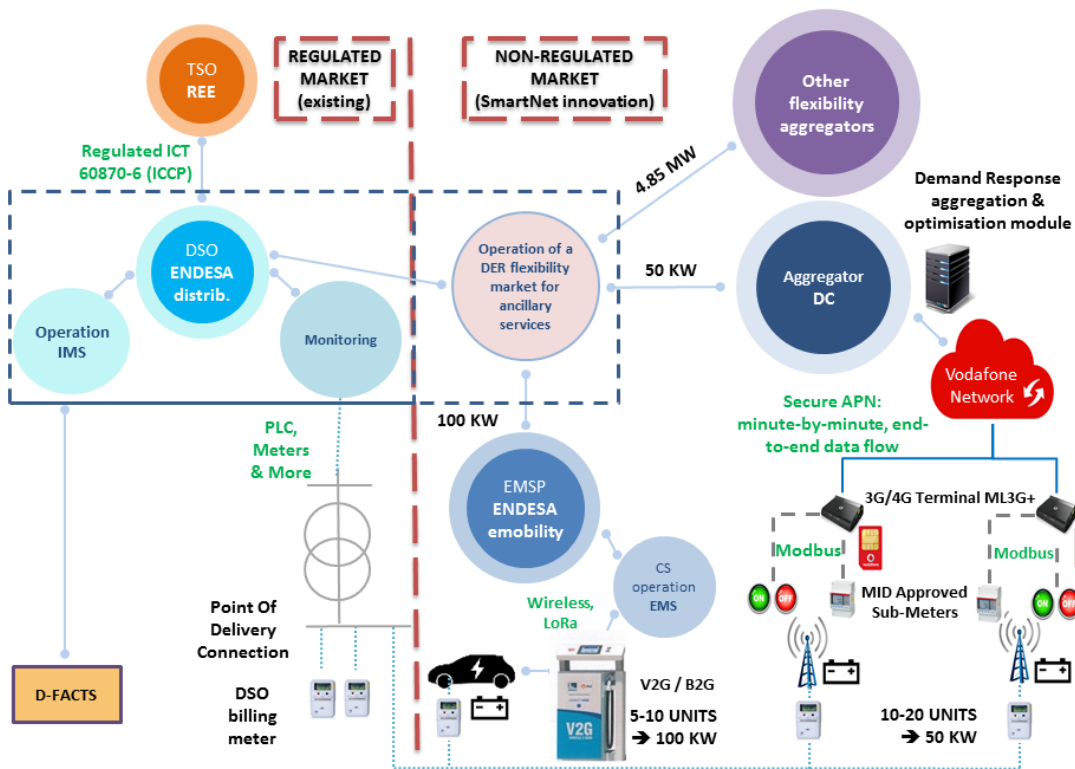 TSO
REE
REGULATED
MARKET
(existing)
NON-REGULATED
MARKET
(SmartNet innovation)
Other
flexibility
aggregators
Regulated ICT
60870-6 (ICCP)
4.85 MW
Demand Response
aggregation &
optimisation module
DSO
ENDESA
distrib.
Operation of a
DER flexibility
market for
ancillary
services
50 KW
Aggregator
DC
Operation
IMS
Monitoring
Vodafone
Network
100 KW
Secure APN:
minute-by-minute, end-
to-end data flow
PLC,
Meters
& More
EMSP
ENDESA
emobility
3G/4G Terminal ML3G+
Modbus
Modbus
CS
operation
EMS
ON
OFF
MID Approved
Sub-Meters
ON
OFF
Wireless,
LoRa
Point Of
Delivery
Connection
D-FACTS
DSO
billing
meter
V2G
V2G / B2G
5-10 UNITS
➔ 100 KW
10-20 UNITS
➔ 50 KW